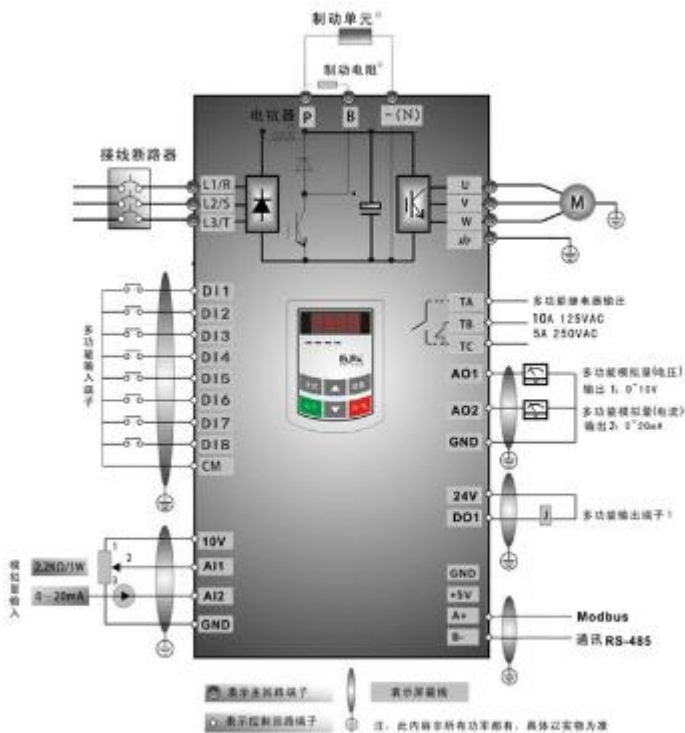 制动单元
制动电阻
电抗器
P
B
-(N)
接线断路器
L1/R
L2/S
L3/T
U
V
W
M
DI1
DI2
DI3
DI4
DI5
DI6
DI7
DI8
CM
多功能输入端子
TA
TB
TC
多功能继电器输出
10A 125VAC
5A 250VAC
AO1
AO2
GND
多功能模拟量(电压)
输出 1: 0~10V
多功能模拟量(电流)
输出 2: 0~20mA
24V
DO1
J
多功能输出端子 1
10V
AI1
AI2
GND
1
2
3
2.2KΩ/1W
0~20mA
模拟量输入
GND
+5V
A+
B-
Modbus
通讯 RS-485
表示主回路端子
表示屏蔽线
表示控制回路端子
注: 此内容非所有功率都有, 具体以实物为准